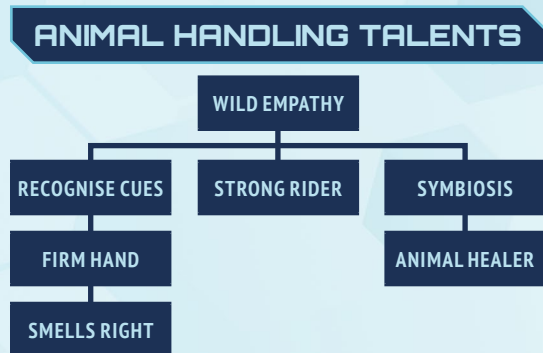 ANIMAL HANDLING TALENTS
WILD EMPATHY
RECOGNISE CUES
STRONG RIDER
SYMBIOSIS
FIRM HAND
ANIMAL HEALER
SMELLS RIGHT